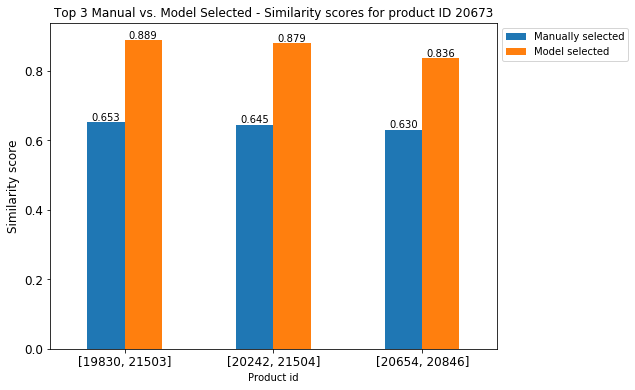 Top 3 Manual vs. Model Selected - Similarity scores for product ID 20673
Manually selected
Model selected
0.889
0.879
0.836
0.653
0.645
0.630
0.8
0.6
0.4
0.2
0.0
Similarity score
[19830, 21503]
[20242, 21504]
[20654, 20846]
Product id